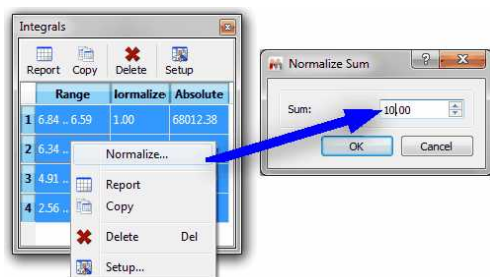 Integrals
Report Copy Delete Setup
Range Normalize Absolute
1 6.84 .. 6.59 1.00 68012.38
2 6.34 ..
3 4.91 ..
4 2.56 ..
Normalize...
Report
Copy
Delete Del
Setup...
Normalize Sum
Sum: 10.00
OK Cancel